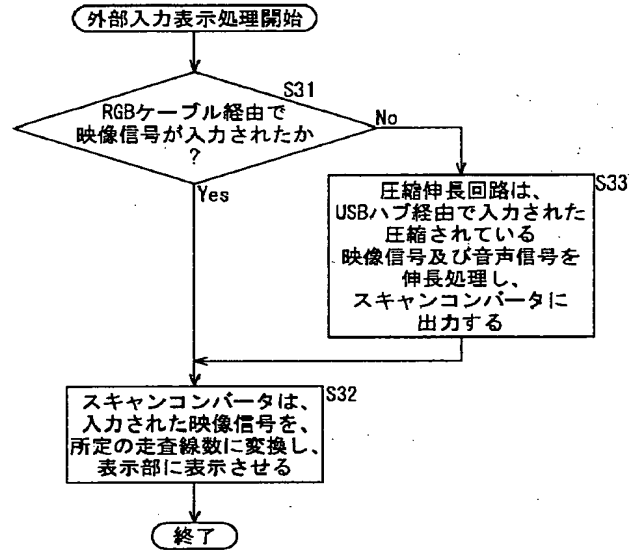 外部入力表示処理開始
S31
RGBケーブル経由で
映像信号が入力されたか
?
No
Yes
S33
圧縮伸長回路は、
USBハブ経由で入力された
圧縮されている
映像信号及び音声信号を
伸長処理し、
スキャンコンバータに
出力する
S32
スキャンコンバータは、
入力された映像信号を、
所定の走査線数に変換し、
表示部に表示させる
終了